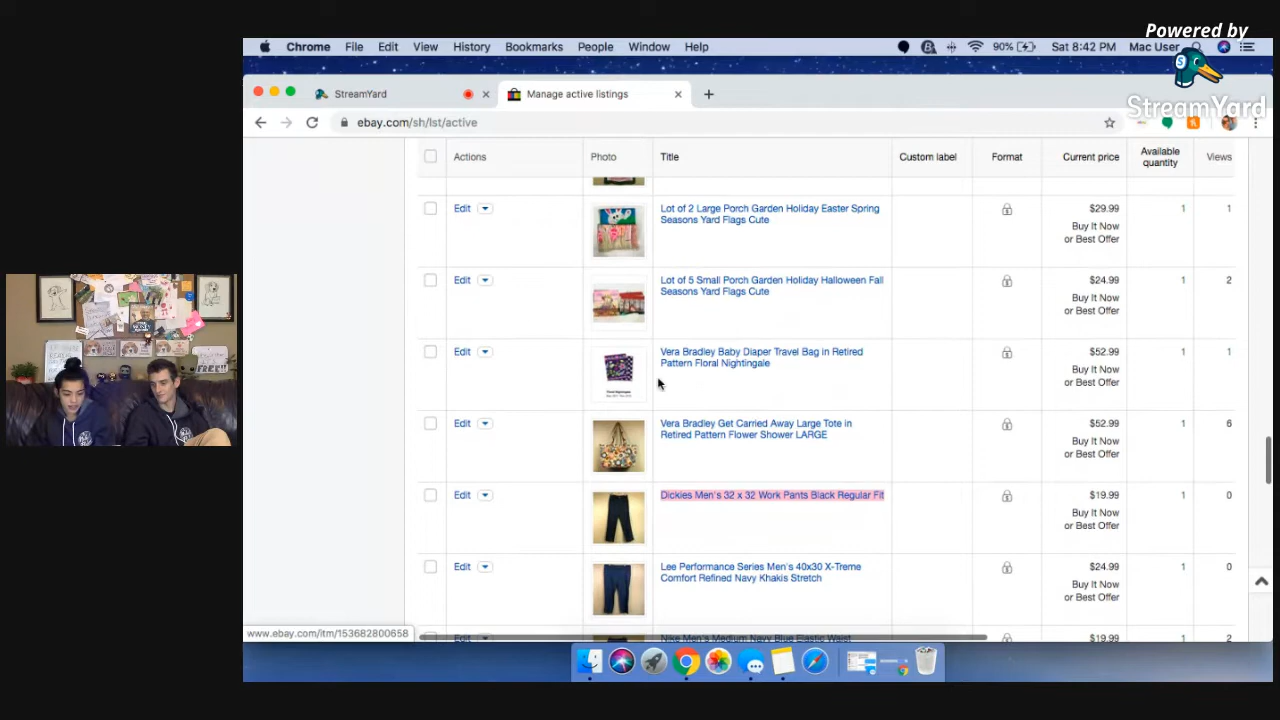 Powered by
StreamYard
Chrome File Edit View History Bookmarks People Window Help 90% Sat 8:42 PM Mac User
StreamYard Manage active listings
ebay.com/sh/lst/active
Actions Photo Title Custom label Format Current price Available quantity Views
Edit Lot of 2 Large Porch Garden Holiday Easter Spring $29.99 1 1
Seasons Yard Flags Cute Buy It Now
or Best Offer
Edit Lot of 5 Small Porch Garden Holiday Halloween Fall $24.99 1 2
Seasons Yard Flags Cute Buy It Now
or Best Offer
Edit Vera Bradley Baby Diaper Travel Bag in Retired $52.99 1 1
Pattern Floral Nightingale Buy It Now
or Best Offer
Edit Vera Bradley Get Carried Away Large Tote in $52.99 1 6
Retired Pattern Flower Shower LARGE Buy It Now
or Best Offer
Edit Dickies Men's 32 x 32 Work Pants Black Regular Fit $19.99 1 0
Buy It Now
or Best Offer
Edit Lee Performance Series Men's 40x30 X-Treme $24.99 1 0
Comfort Refined Navy Khakis Stretch Buy It Now
or Best Offer
www.ebay.com/itm/153682800658
Edit Nike Men's Medium Navy Blue Elastic Waist $19.99 1 2
FREE!